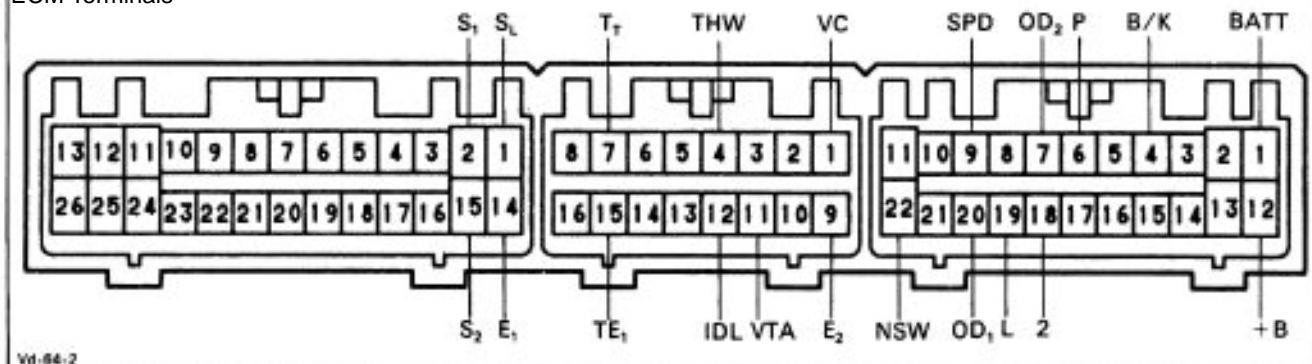 ECM Terminals
S₁ S_L T_T THW VC SPD OD₂ P B/K BATT
13 12 11 10 9 8 7 6 5 4 3 2 1 8 7 6 5 4 3 2 1 11 10 9 8 7 6 5 4 3 2 1
26 25 24 23 22 21 20 19 18 17 16 15 14 16 15 14 13 12 11 10 9 22 21 20 19 18 17 16 15 14 13 12
S₂ E₁ TE₁ IDL VTA E₂ NSW OD₁ L 2 +B
Vd-64-2